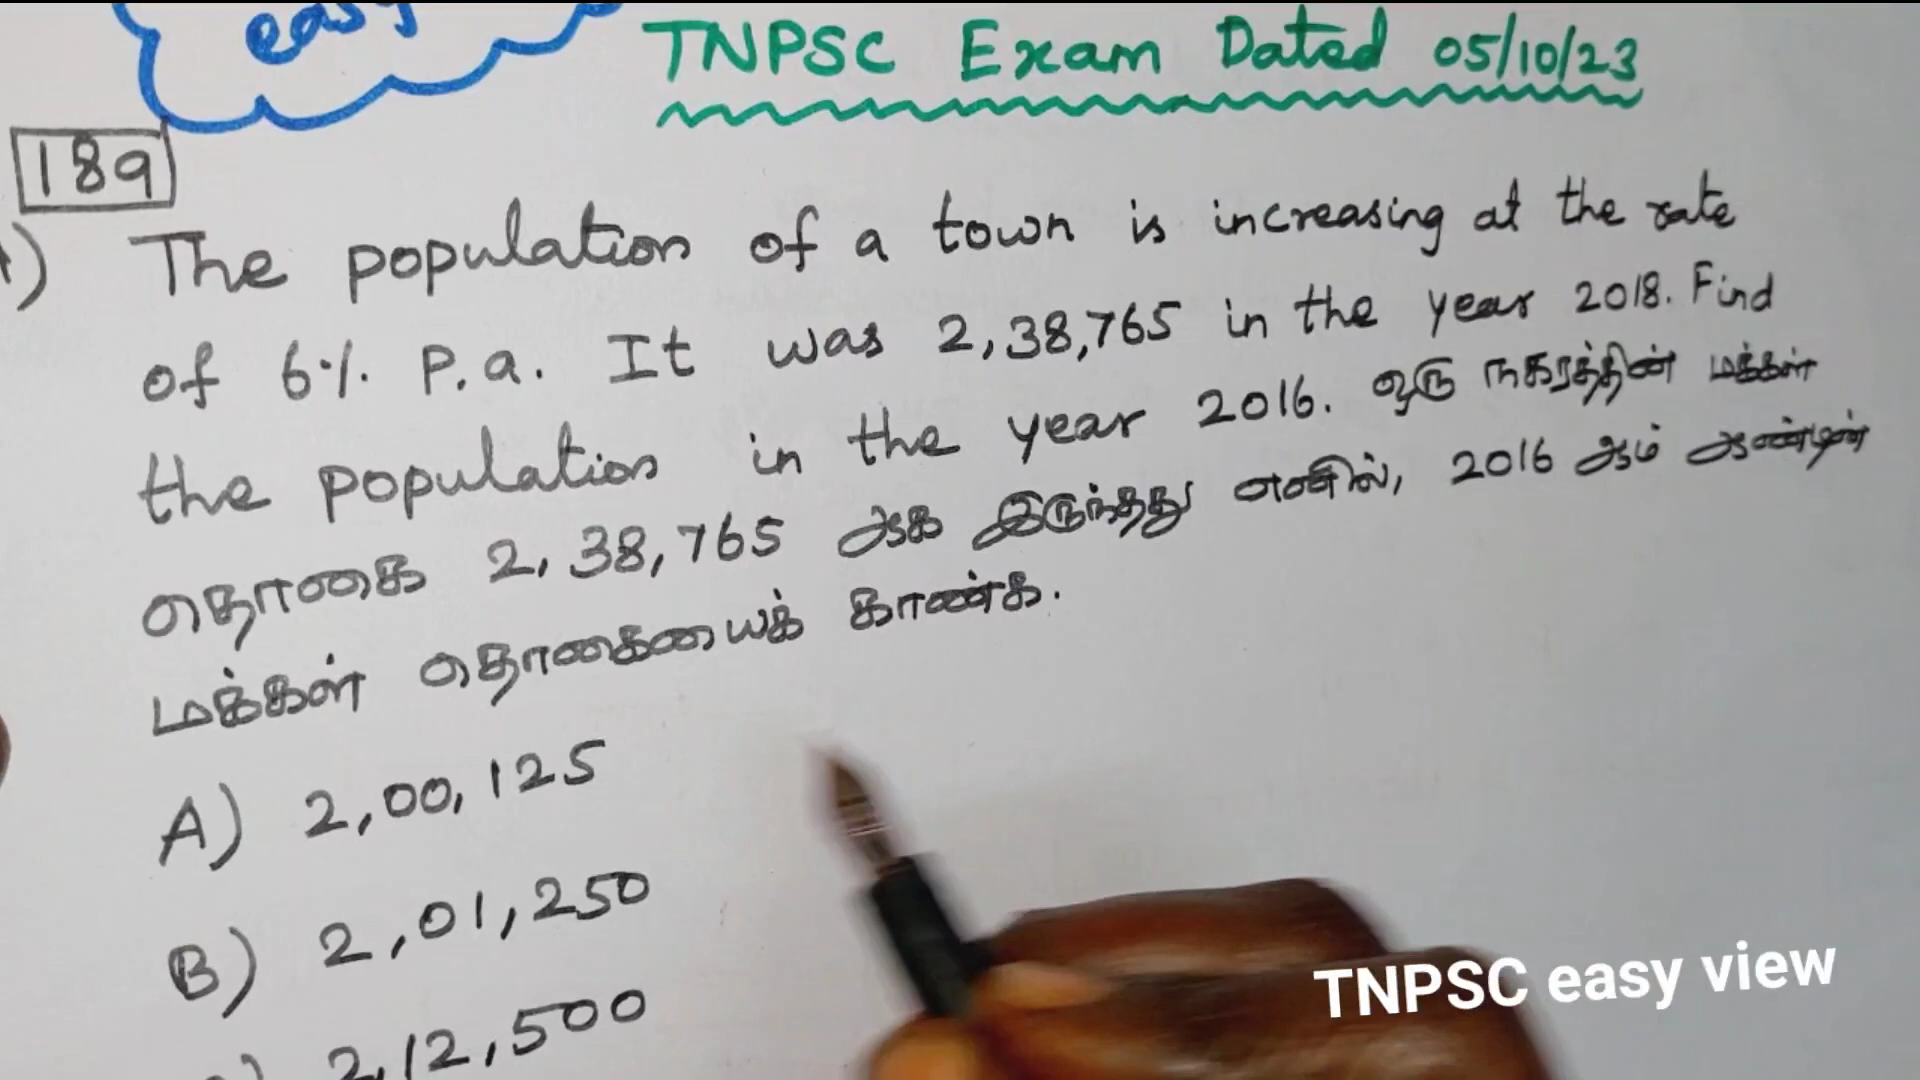 easy
TNPSC Exam Dated 05/10/23
189
) The population of a town is increasing at the rate
of 6% P.a. It was 2,38,765 in the year 2018. Find
the population in the year 2016. ஒரு நகரத்தின் மக்கள்
தொகை 2,38,765 ஆக இருந்தது எனில், 2016 ஆம் ஆண்டின்
மக்கள் தொகையைக் காண்க.
A) 2,00,125
B) 2,01,250
) 2,12,500
TNPSC easy view